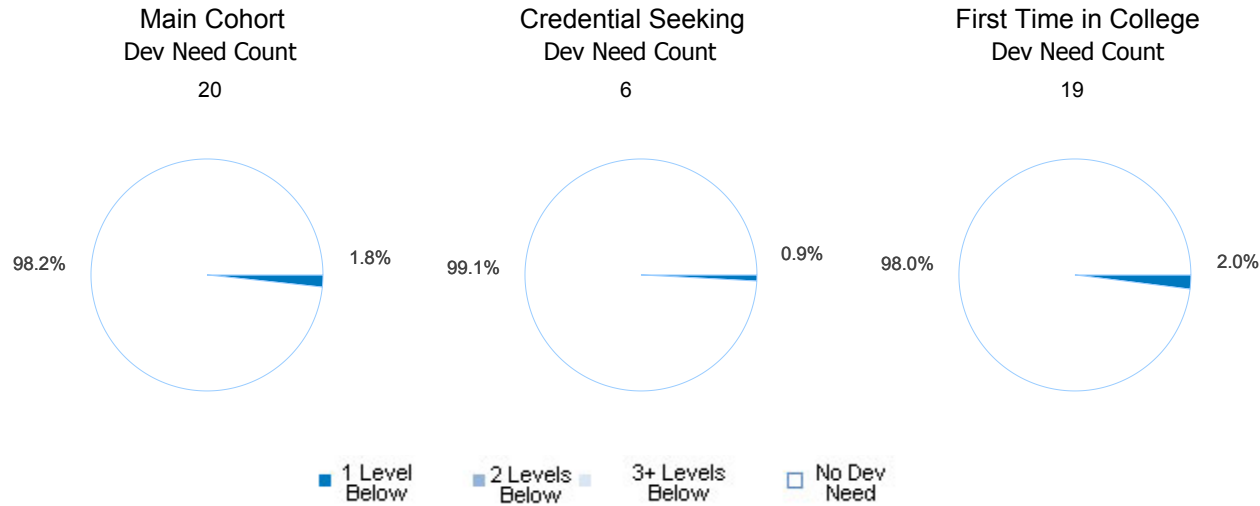 Main Cohort
Dev Need Count
20
Credential Seeking
Dev Need Count
6
First Time in College
Dev Need Count
19
98.2%
1.8%
99.1%
0.9%
98.0%
2.0%
1 Level
Below
2 Levels
Below
3+ Levels
Below
No Dev
Need